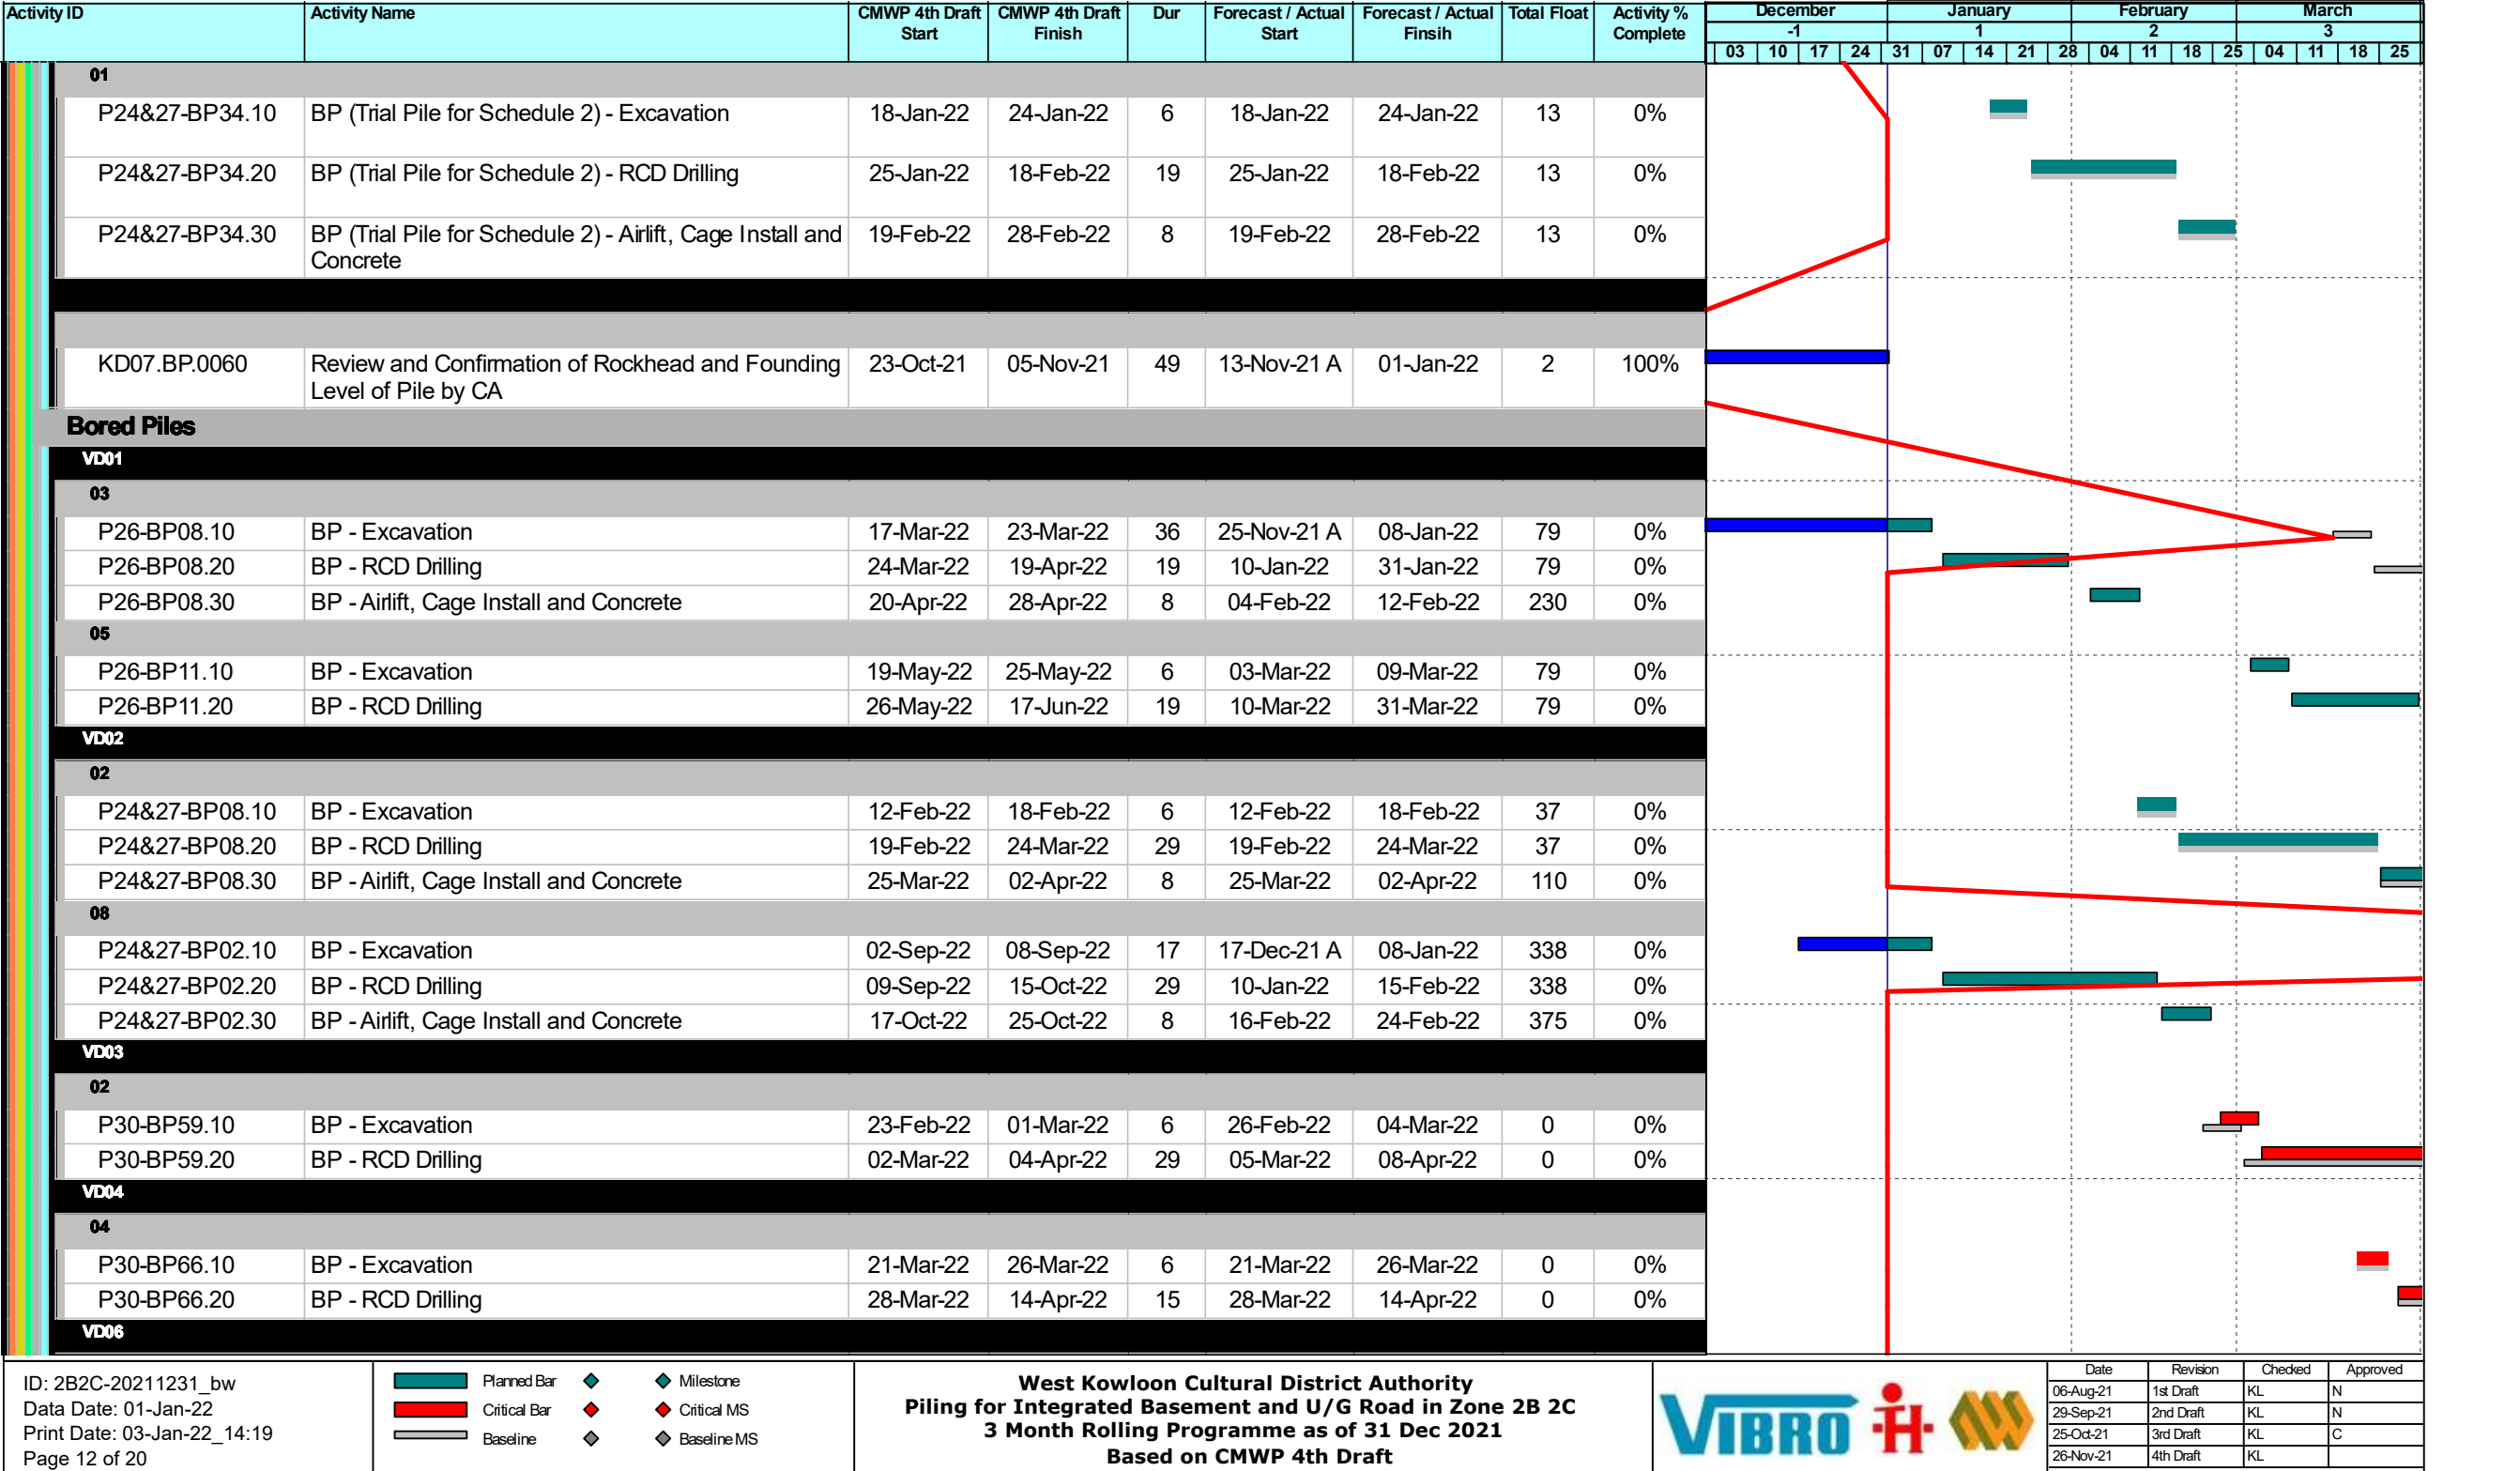 Activity ID Activity Name CMWP 4th Draft Start CMWP 4th Draft Finish Dur Forecast / Actual Start Forecast / Actual Finsih Total Float Activity % Complete December January February March
-1 1 2 3
03 10 17 24 31 07 14 21 28 04 11 18 25 04 11 18 25
01
P24&27-BP34.10 BP (Trial Pile for Schedule 2) - Excavation 18-Jan-22 24-Jan-22 6 18-Jan-22 24-Jan-22 13 0%
P24&27-BP34.20 BP (Trial Pile for Schedule 2) - RCD Drilling 25-Jan-22 18-Feb-22 19 25-Jan-22 18-Feb-22 13 0%
P24&27-BP34.30 BP (Trial Pile for Schedule 2) - Airlift, Cage Install and Concrete 19-Feb-22 28-Feb-22 8 19-Feb-22 28-Feb-22 13 0%
KD07.BP.0060 Review and Confirmation of Rockhead and Founding Level of Pile by CA 23-Oct-21 05-Nov-21 49 13-Nov-21 A 01-Jan-22 2 100%
Bored Piles
VD01
03
P26-BP08.10 BP - Excavation 17-Mar-22 23-Mar-22 36 25-Nov-21 A 08-Jan-22 79 0%
P26-BP08.20 BP - RCD Drilling 24-Mar-22 19-Apr-22 19 10-Jan-22 31-Jan-22 79 0%
P26-BP08.30 BP - Airlift, Cage Install and Concrete 20-Apr-22 28-Apr-22 8 04-Feb-22 12-Feb-22 230 0%
05
P26-BP11.10 BP - Excavation 19-May-22 25-May-22 6 03-Mar-22 09-Mar-22 79 0%
P26-BP11.20 BP - RCD Drilling 26-May-22 17-Jun-22 19 10-Mar-22 31-Mar-22 79 0%
VD02
02
P24&27-BP08.10 BP - Excavation 12-Feb-22 18-Feb-22 6 12-Feb-22 18-Feb-22 37 0%
P24&27-BP08.20 BP - RCD Drilling 19-Feb-22 24-Mar-22 29 19-Feb-22 24-Mar-22 37 0%
P24&27-BP08.30 BP - Airlift, Cage Install and Concrete 25-Mar-22 02-Apr-22 8 25-Mar-22 02-Apr-22 110 0%
08
P24&27-BP02.10 BP - Excavation 02-Sep-22 08-Sep-22 17 17-Dec-21 A 08-Jan-22 338 0%
P24&27-BP02.20 BP - RCD Drilling 09-Sep-22 15-Oct-22 29 10-Jan-22 15-Feb-22 338 0%
P24&27-BP02.30 BP - Airlift, Cage Install and Concrete 17-Oct-22 25-Oct-22 8 16-Feb-22 24-Feb-22 375 0%
VD03
02
P30-BP59.10 BP - Excavation 23-Feb-22 01-Mar-22 6 26-Feb-22 04-Mar-22 0 0%
P30-BP59.20 BP - RCD Drilling 02-Mar-22 04-Apr-22 29 05-Mar-22 08-Apr-22 0 0%
VD04
04
P30-BP66.10 BP - Excavation 21-Mar-22 26-Mar-22 6 21-Mar-22 26-Mar-22 0 0%
P30-BP66.20 BP - RCD Drilling 28-Mar-22 14-Apr-22 15 28-Mar-22 14-Apr-22 0 0%
VD06
ID: 2B2C-20211231_bw
Data Date: 01-Jan-22
Print Date: 03-Jan-22_14:19
Page 12 of 20
Planned Bar Milestone
Critical Bar Critical MS
Baseline Baseline MS
West Kowloon Cultural District Authority
Piling for Integrated Basement and U/G Road in Zone 2B 2C
3 Month Rolling Programme as of 31 Dec 2021
Based on CMWP 4th Draft
VIBRO
Date Revision Checked Approved
06-Aug-21 1st Draft KL N
29-Sep-21 2nd Draft KL N
25-Oct-21 3rd Draft KL C
26-Nov-21 4th Draft KL